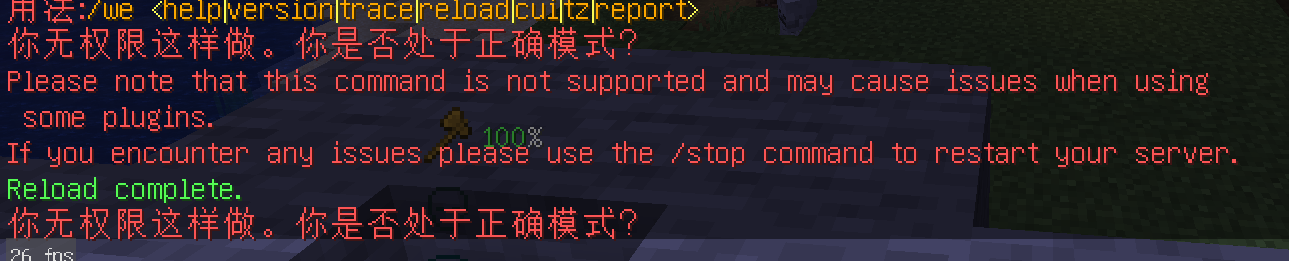 用法:/we <help|version|trace|reload|cui|tz|report>
你无权限这样做。你是否处于正确模式?
Please note that this command is not supported and may cause issues when using
some plugins.
100%
If you encounter any issues please use the /stop command to restart your server.
Reload complete.
你无权限这样做。你是否处于正确模式?
26 fps